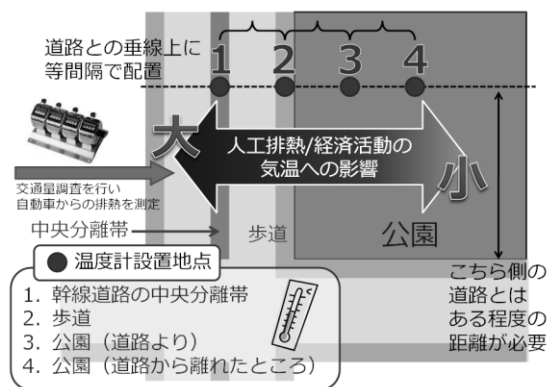 道路との垂線上に
等間隔で配置
1 2 3 4
大
人工排熱/経済活動の
気温への影響
小
交通量調査を行い
自動車からの排熱を測定
中央分離帯
歩道
公園
温度計設置地点
1. 幹線道路の中央分離帯
2. 歩道
3. 公園（道路より）
4. 公園（道路から離れたところ）
こちら側の
道路とは
ある程度の
距離が必要